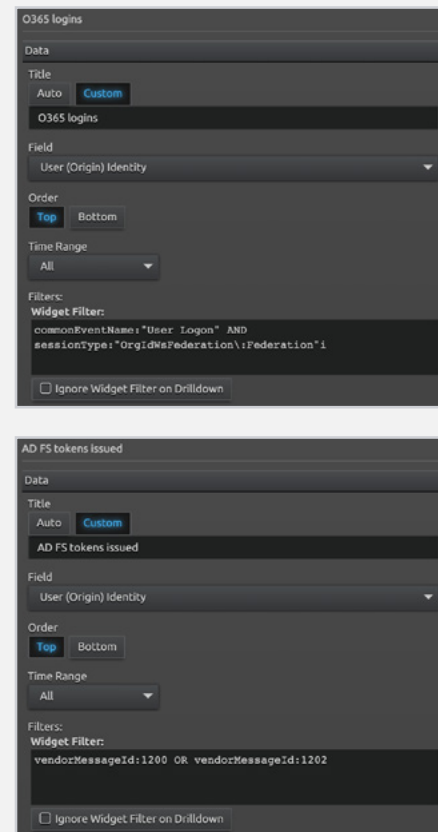 O365 logins
Data
Title
Auto Custom
O365 logins
Field
User (Origin) Identity
Order
Top Bottom
Time Range
All
Filters:
Widget Filter:
commonEventName:"User Logon" AND
sessionType:"OrgIdWsFederation\:Federation"i
Ignore Widget Filter on Drilldown
AD FS tokens issued
Data
Title
Auto Custom
AD FS tokens issued
Field
User (Origin) Identity
Order
Top Bottom
Time Range
All
Filters:
Widget Filter:
vendorMessageId:1200 OR vendorMessageId:1202
Ignore Widget Filter on Drilldown